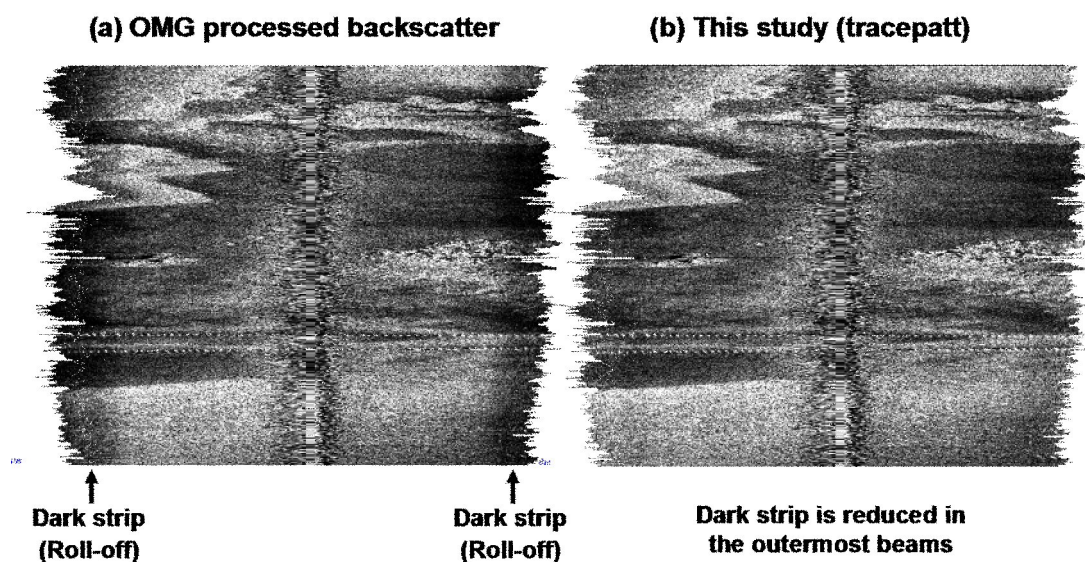 (a) OMG processed backscatter
(b) This study (tracepatt)
Dark strip
(Roll-off)
Dark strip
(Roll-off)
Dark strip is reduced in
the outermost beams